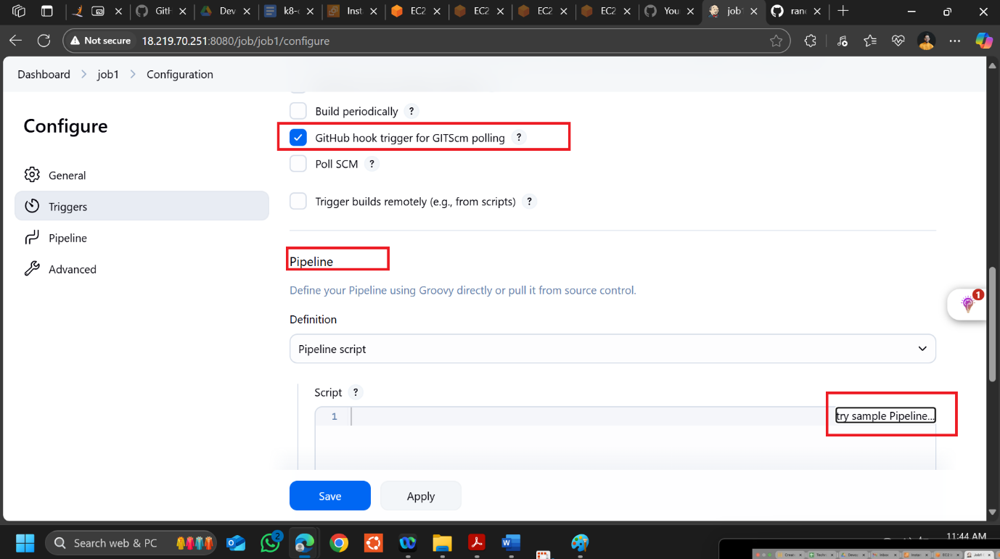 GitH
Dev
k8-c
Insta
EC2
EC2
EC2
EC2
You
job1
rane
Not secure
18.219.70.251:8080/job/job1/configure
Dashboard > job1 > Configuration
Configure
General
Triggers
Pipeline
Advanced
Build periodically ?
GitHub hook trigger for GITScm polling ?
Poll SCM ?
Trigger builds remotely (e.g., from scripts) ?
Pipeline
Define your Pipeline using Groovy directly or pull it from source control.
Definition
Pipeline script
Script ?
1
try sample Pipeline...
1
Save
Apply
Search web & PC
2
11:44 AM